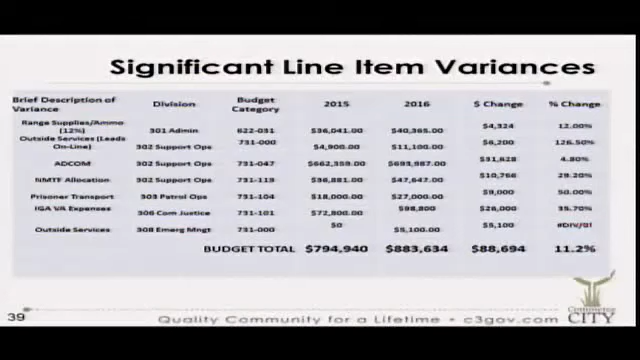 Significant Line Item Variances
Brief Description of Variance Division Budget Category 2015 2016 $ Change % Change
Range Supplies/Ammo (12%) 301 Admin 622-031 $36,041.00 $40,365.00 $4,324 12.00%
Outside Services (Leads On-Line) 302 Support Ops 731-000 $4,900.00 $11,100.00 $6,200 126.50%
ADCOM 302 Support Ops 731-047 $662,359.00 $693,987.00 $31,628 4.80%
NMTF Allocation 302 Support Ops 731-119 $36,881.00 $47,647.00 $10,766 29.20%
Prisoner Transport 303 Patrol Ops 731-104 $18,000.00 $27,000.00 $9,000 50.00%
IGA VA Expenses 306 Com Justice 731-101 $72,800.00 $98,800 $26,000 35.70%
Outside Services 308 Emerg Mngt 731-000 $0 $5,100.00 $5,100 #DIV/0!
BUDGET TOTAL $794,940 $883,634 $88,694 11.2%
39
Quality Community for a Lifetime • c3gov.com
Commerce
CITY